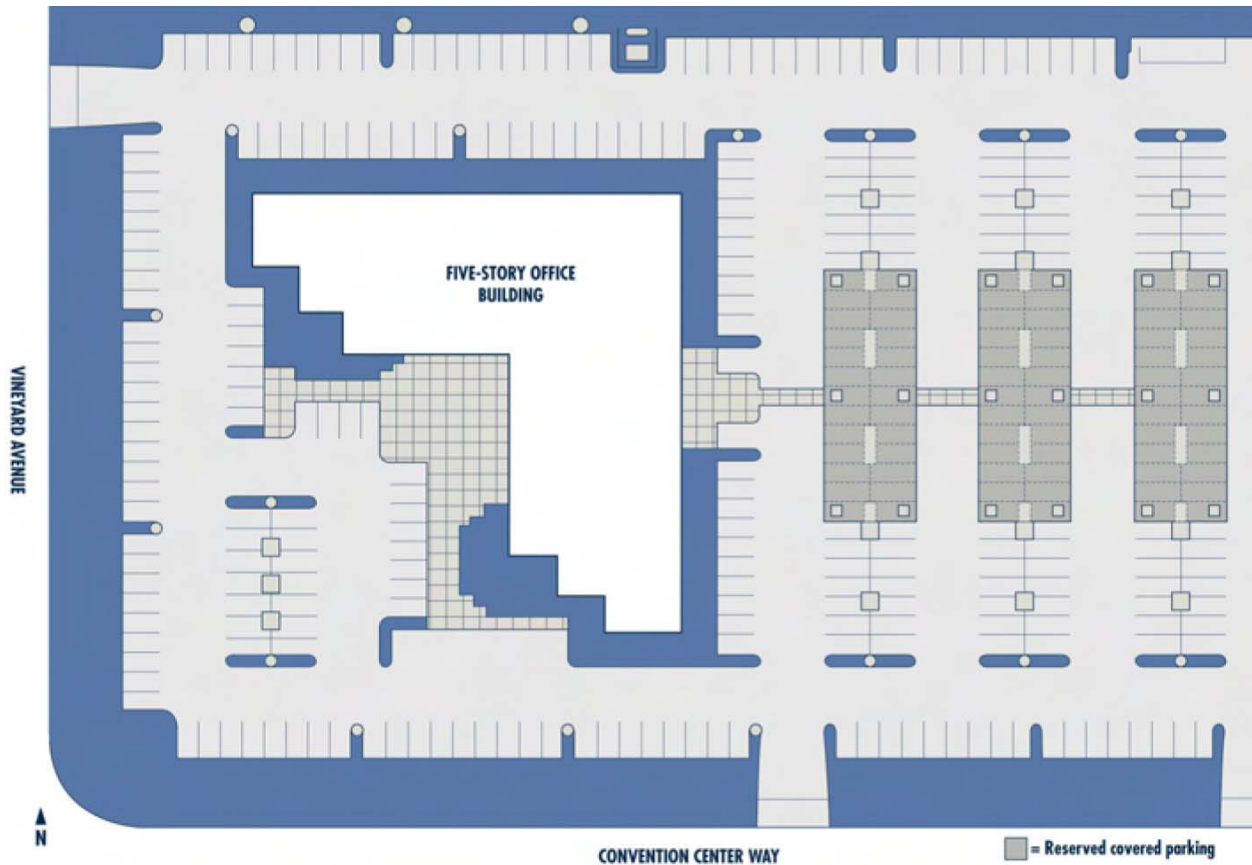 FIVE-STORY OFFICE
BUILDING
VINEYARD AVENUE
N
CONVENTION CENTER WAY
= Reserved covered parking